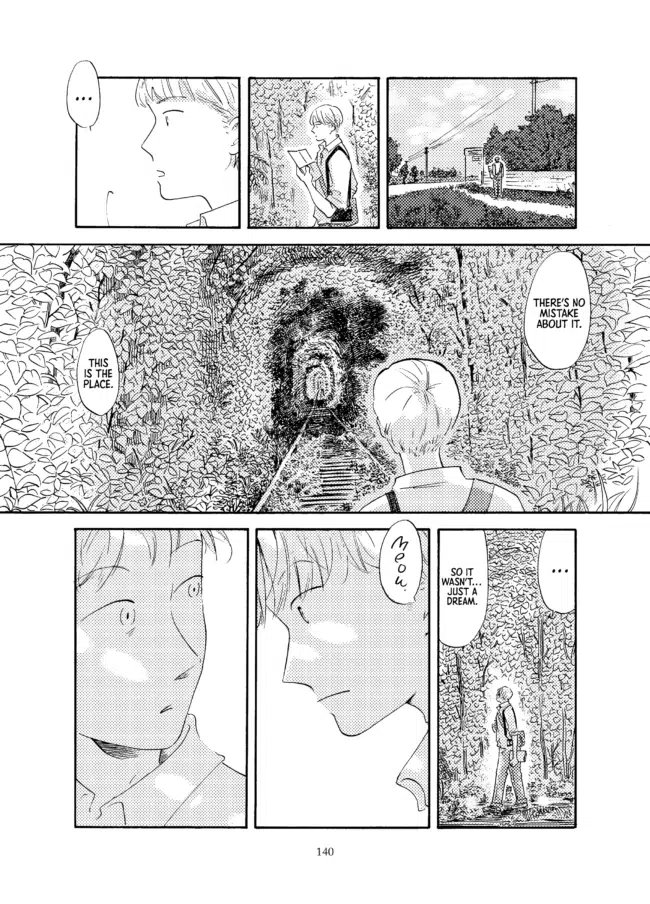 ...
THERE'S NO
MISTAKE
ABOUT IT.
THIS
IS THE
PLACE.
...
SO IT
WASN'T...
JUST A
DREAM.
Meow.
140